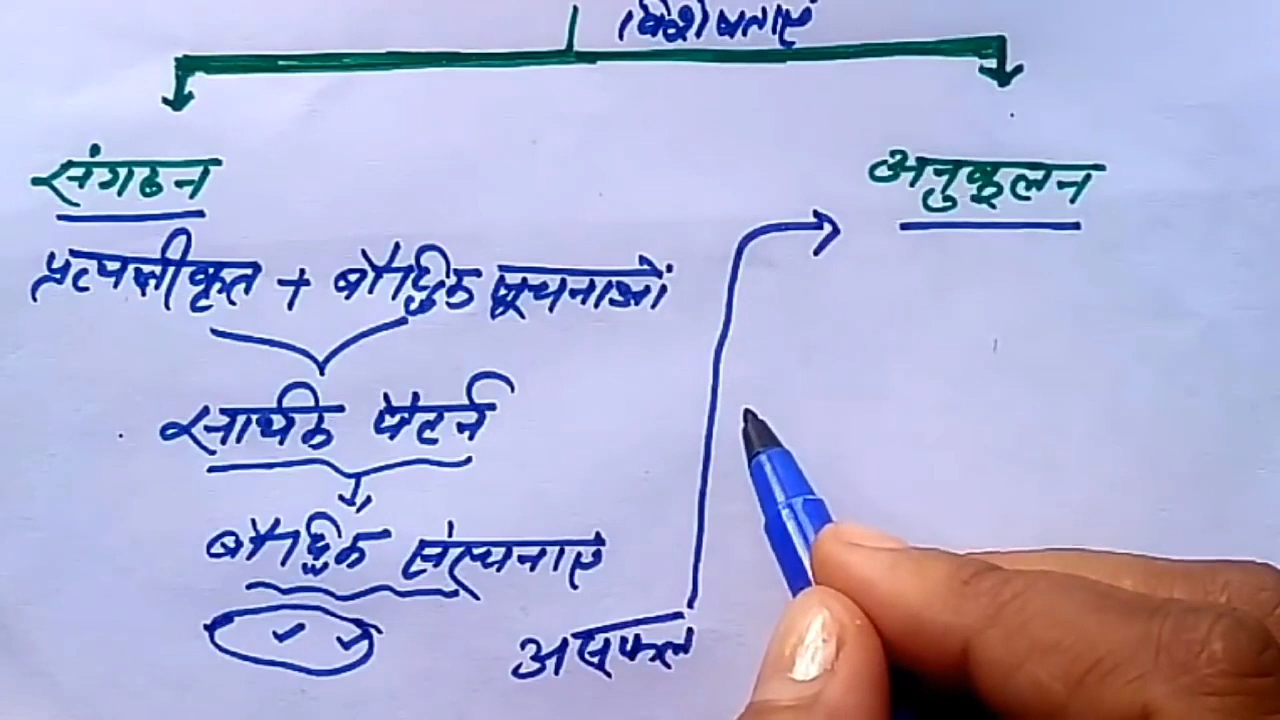 विशेषताएं
संगठन
अनुकूलन
प्रत्यक्षीकृत + बौद्धिक सूचनाओं
सार्थक पैटर्न
बौद्धिक संरचनाएं
असफल